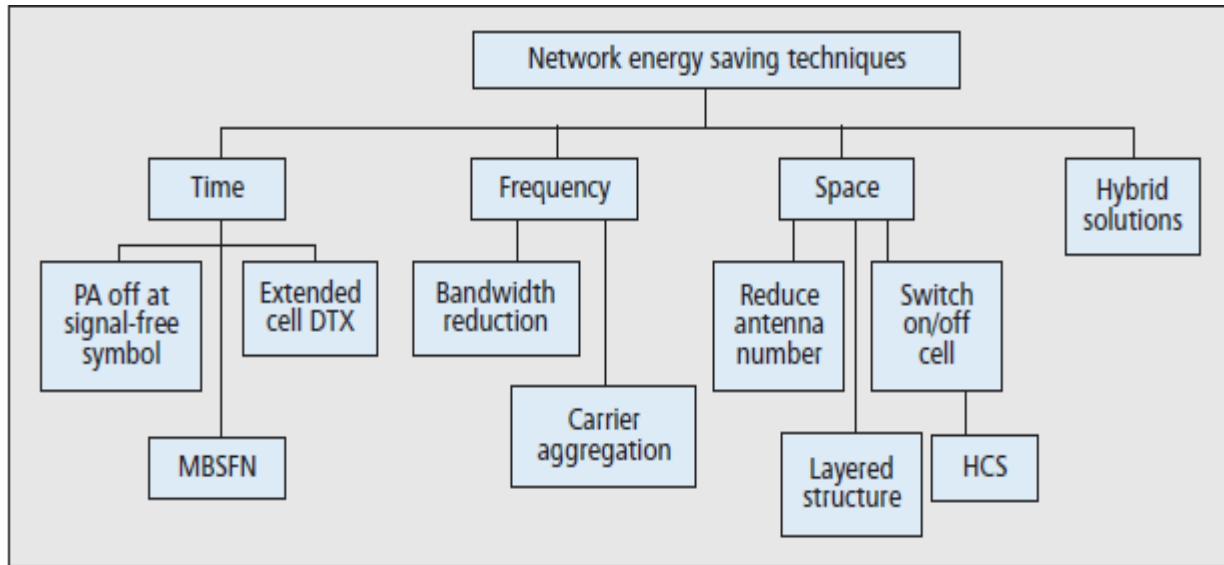 Network energy saving techniques
Time
Frequency
Space
Hybrid
solutions
PA off at
signal-free
symbol
Extended
cell DTX
Bandwidth
reduction
Reduce
antenna
number
Switch
on/off
cell
MBSFN
Carrier
aggregation
Layered
structure
HCS